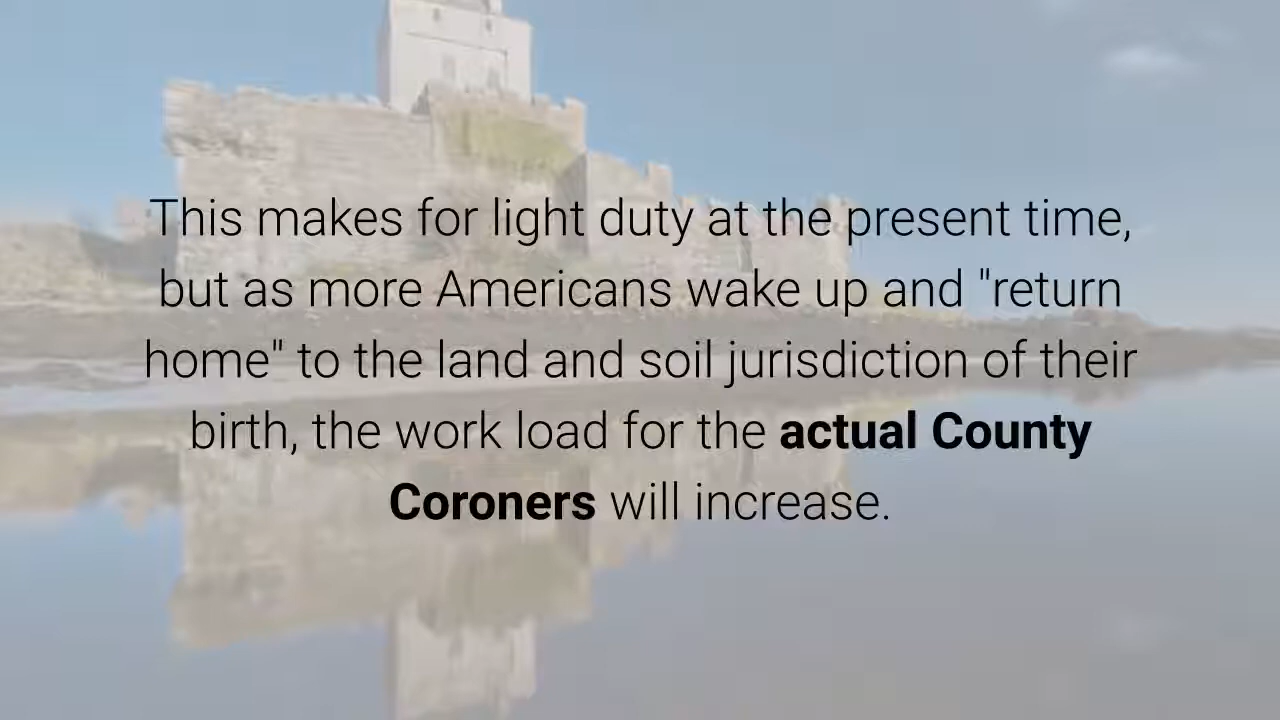 This makes for light duty at the present time,
but as more Americans wake up and "return
home" to the land and soil jurisdiction of their
birth, the work load for the actual County
Coroners will increase.